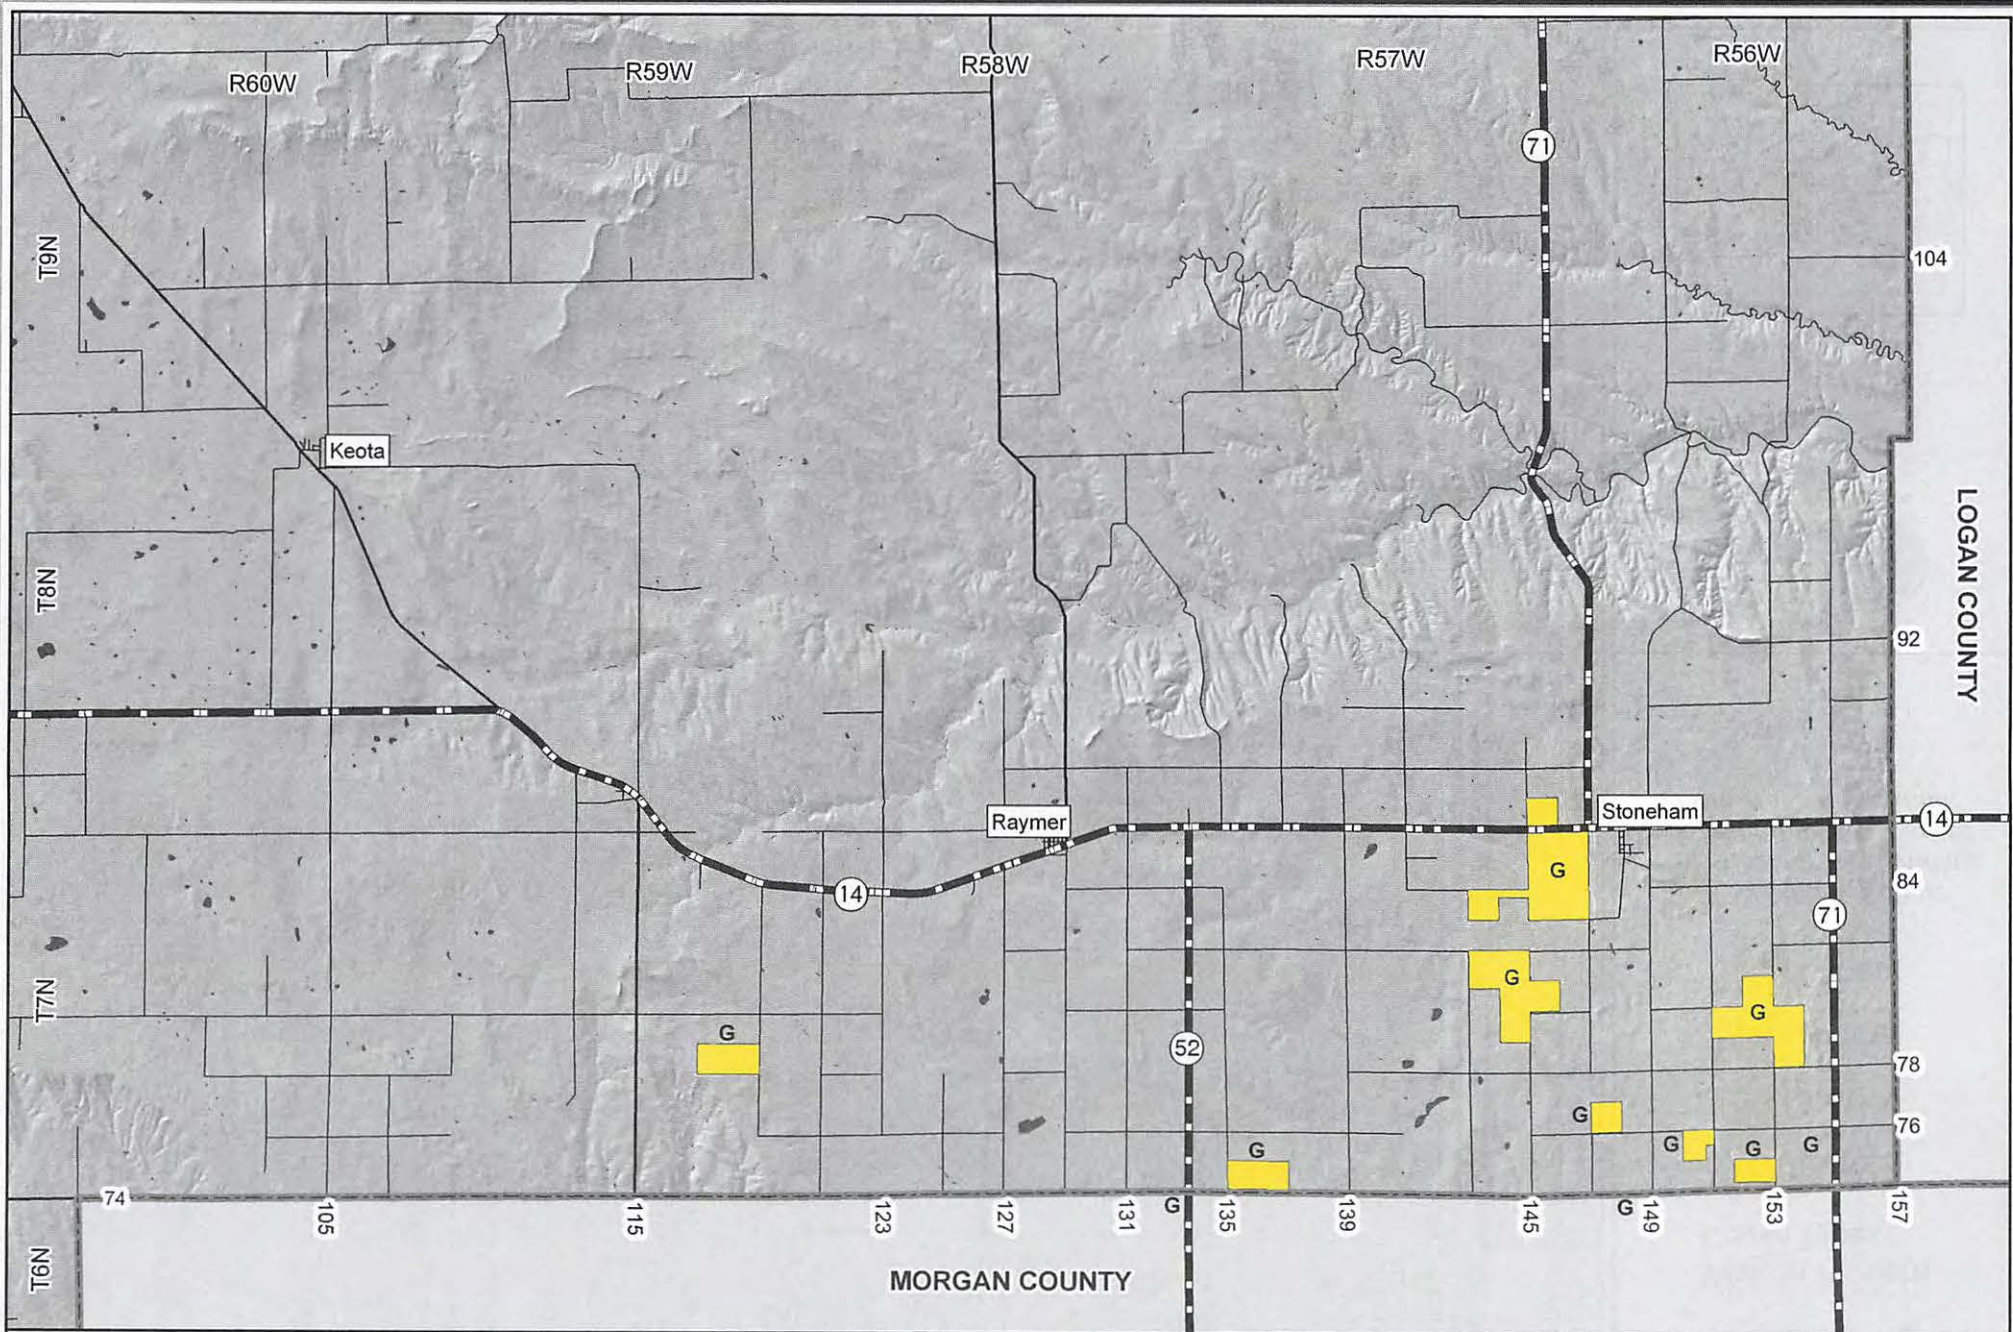 R60W
R59W
R58W
R57W
R56W
71
T9N
104
Keota
LOGAN COUNTY
T8N
92
Raymer
Stoneham
14
14
G
84
71
T7N
G
G
G
52
78
G
76
G
G
G
G
74
105
115
123
127
131
G
135
139
145
G
149
153
157
T6N
MORGAN COUNTY